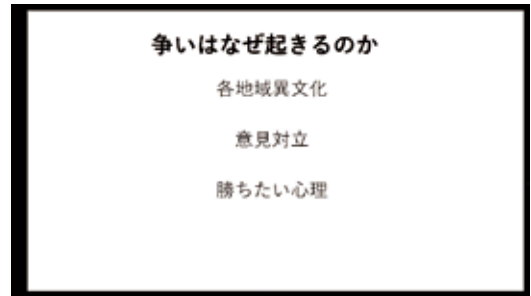 争いはなぜ起きるのか
各地域異文化
意見対立
勝ちたい心理